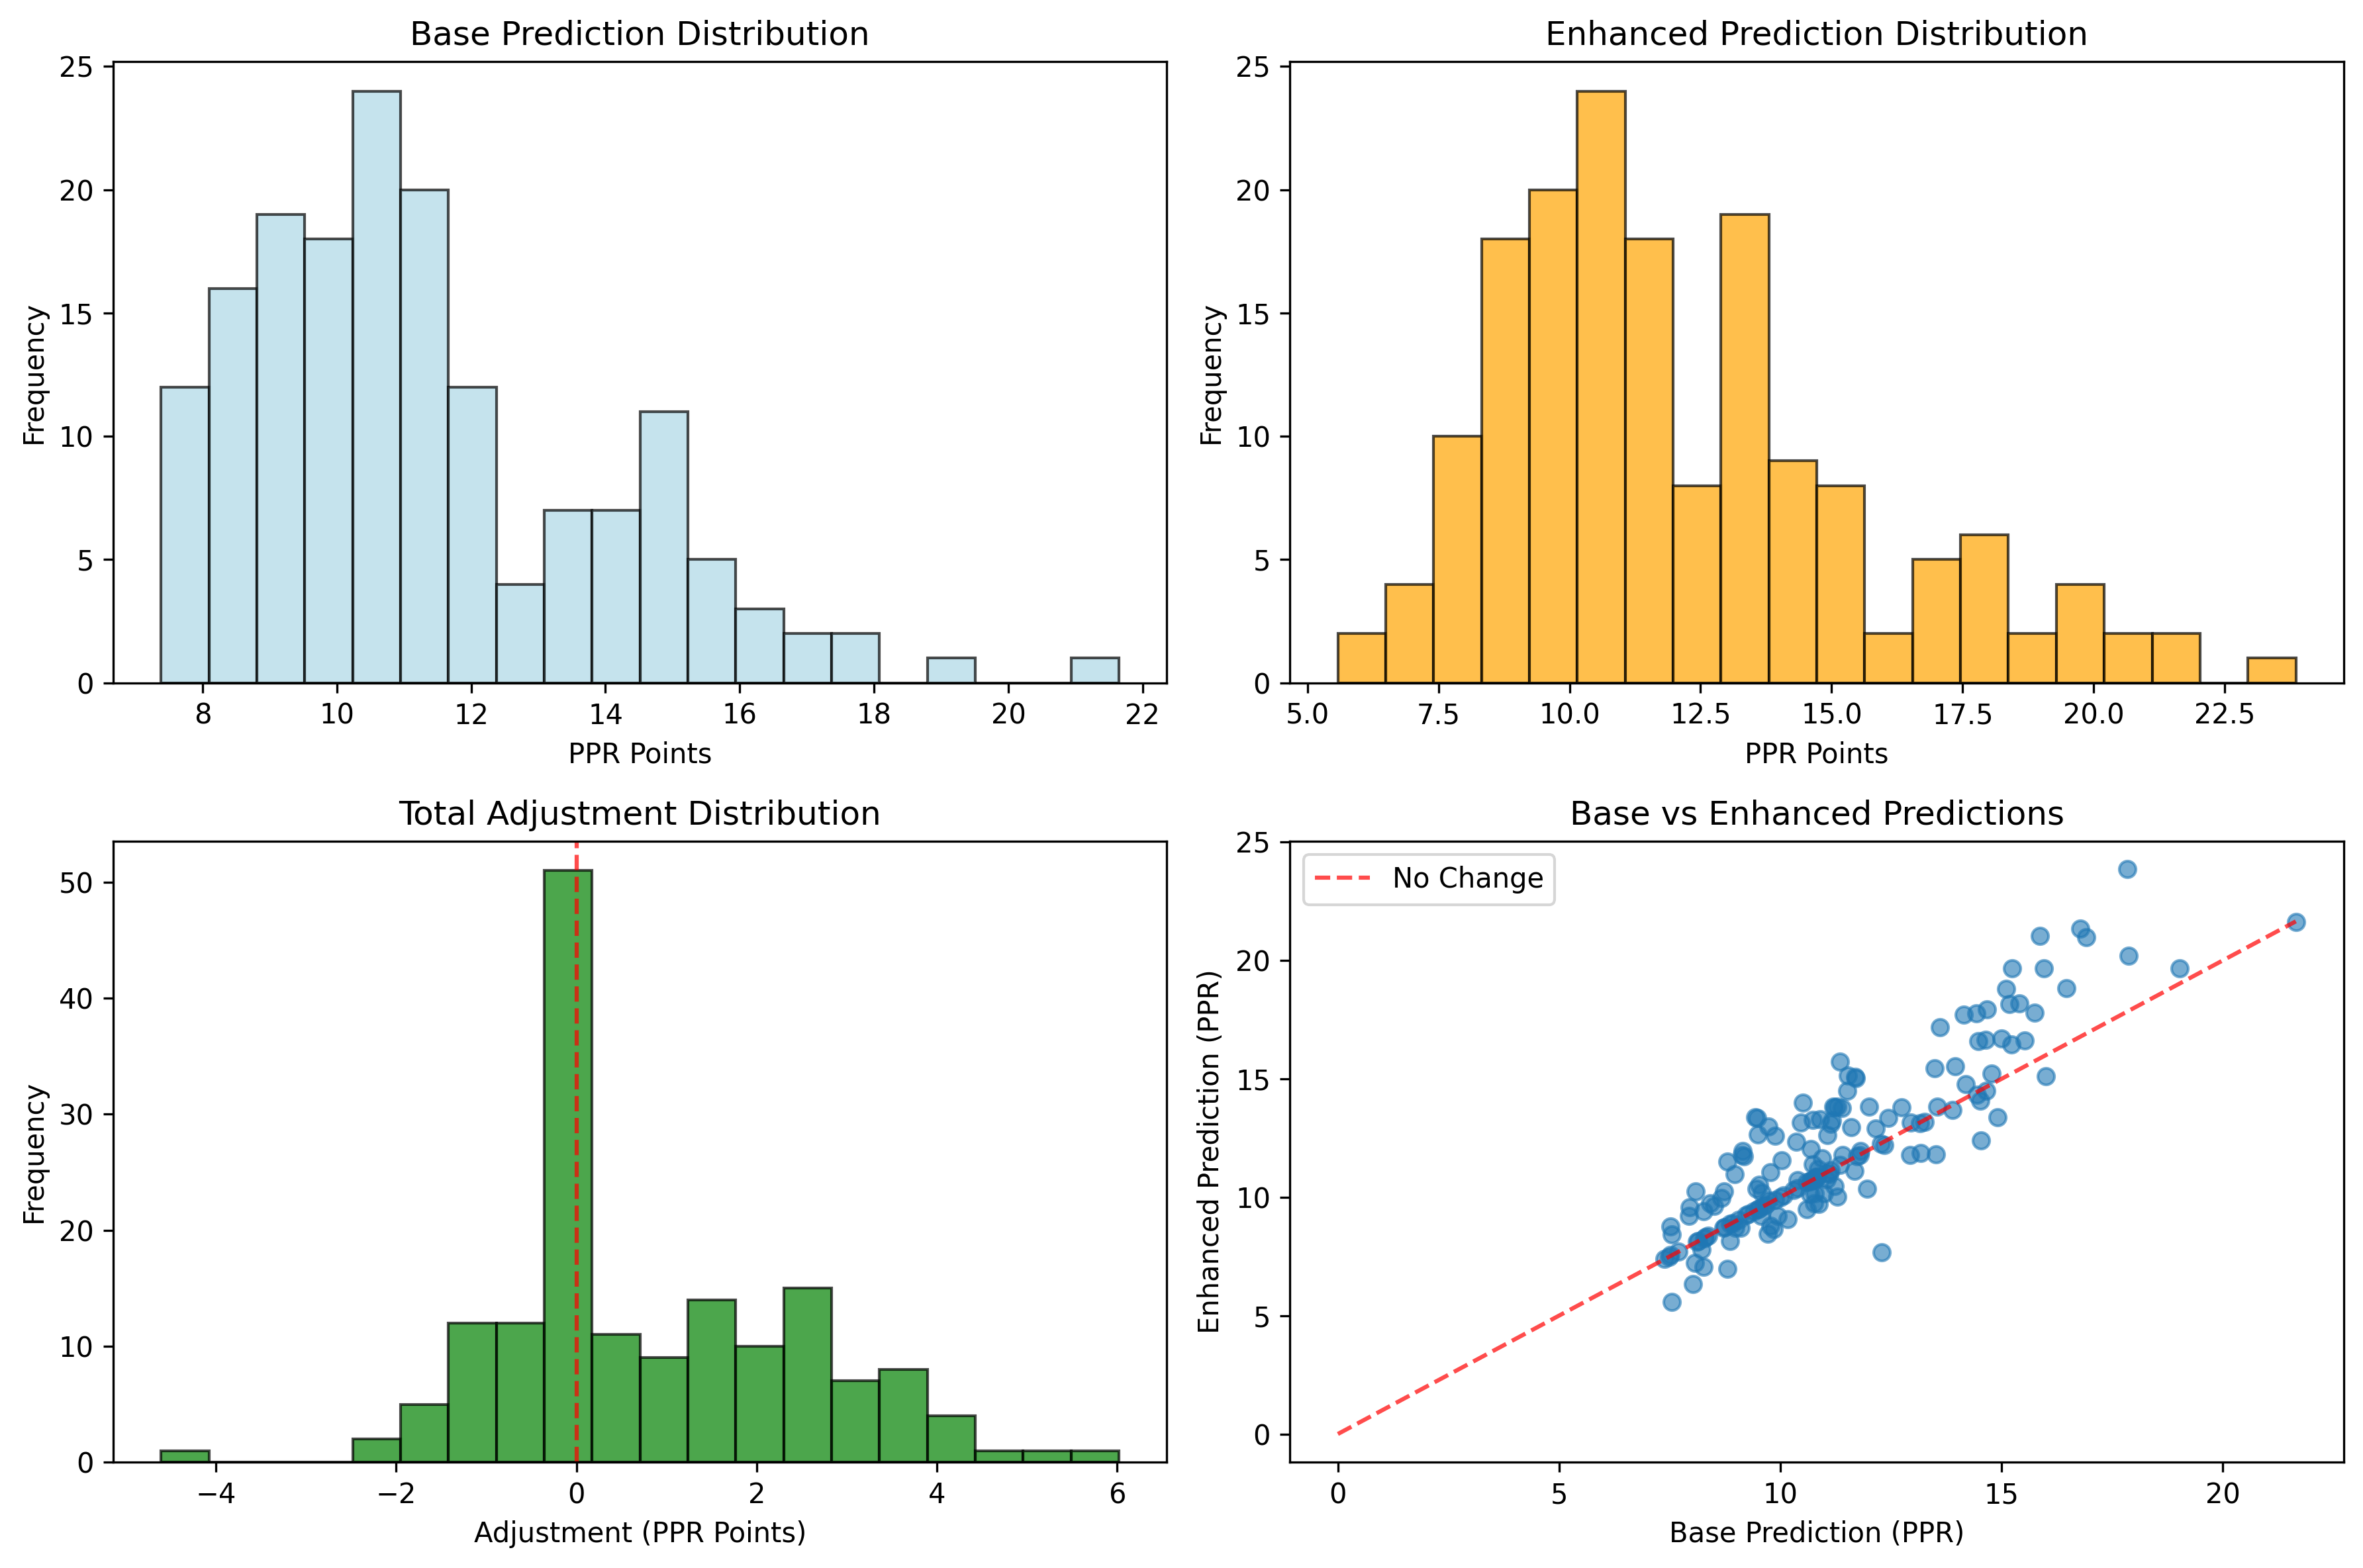 Base Prediction Distribution
25
20
15
10
5
0
Frequency
8 10 12 14 16 18 20 22
PPR Points
Enhanced Prediction Distribution
25
20
15
10
5
0
Frequency
5.0 7.5 10.0 12.5 15.0 17.5 20.0 22.5
PPR Points
Total Adjustment Distribution
50
40
30
20
10
0
Frequency
−4 −2 0 2 4 6
Adjustment (PPR Points)
Base vs Enhanced Predictions
No Change
25
20
15
10
5
0
Enhanced Prediction (PPR)
0 5 10 15 20
Base Prediction (PPR)